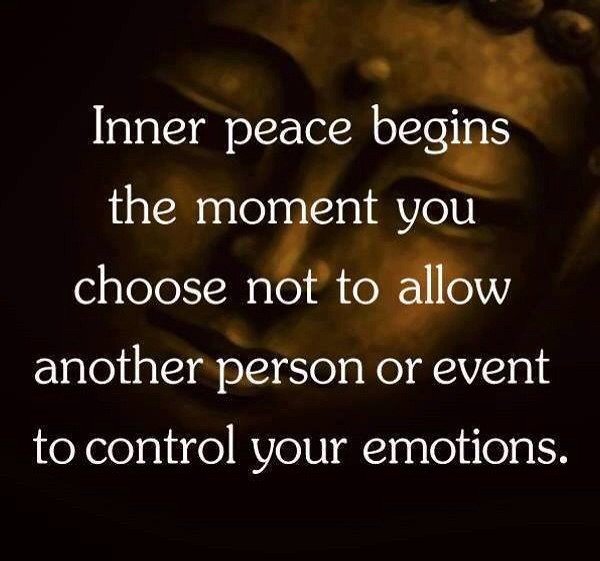 Inner peace begins
the moment you
choose not to allow
another person or event
to control your emotions.